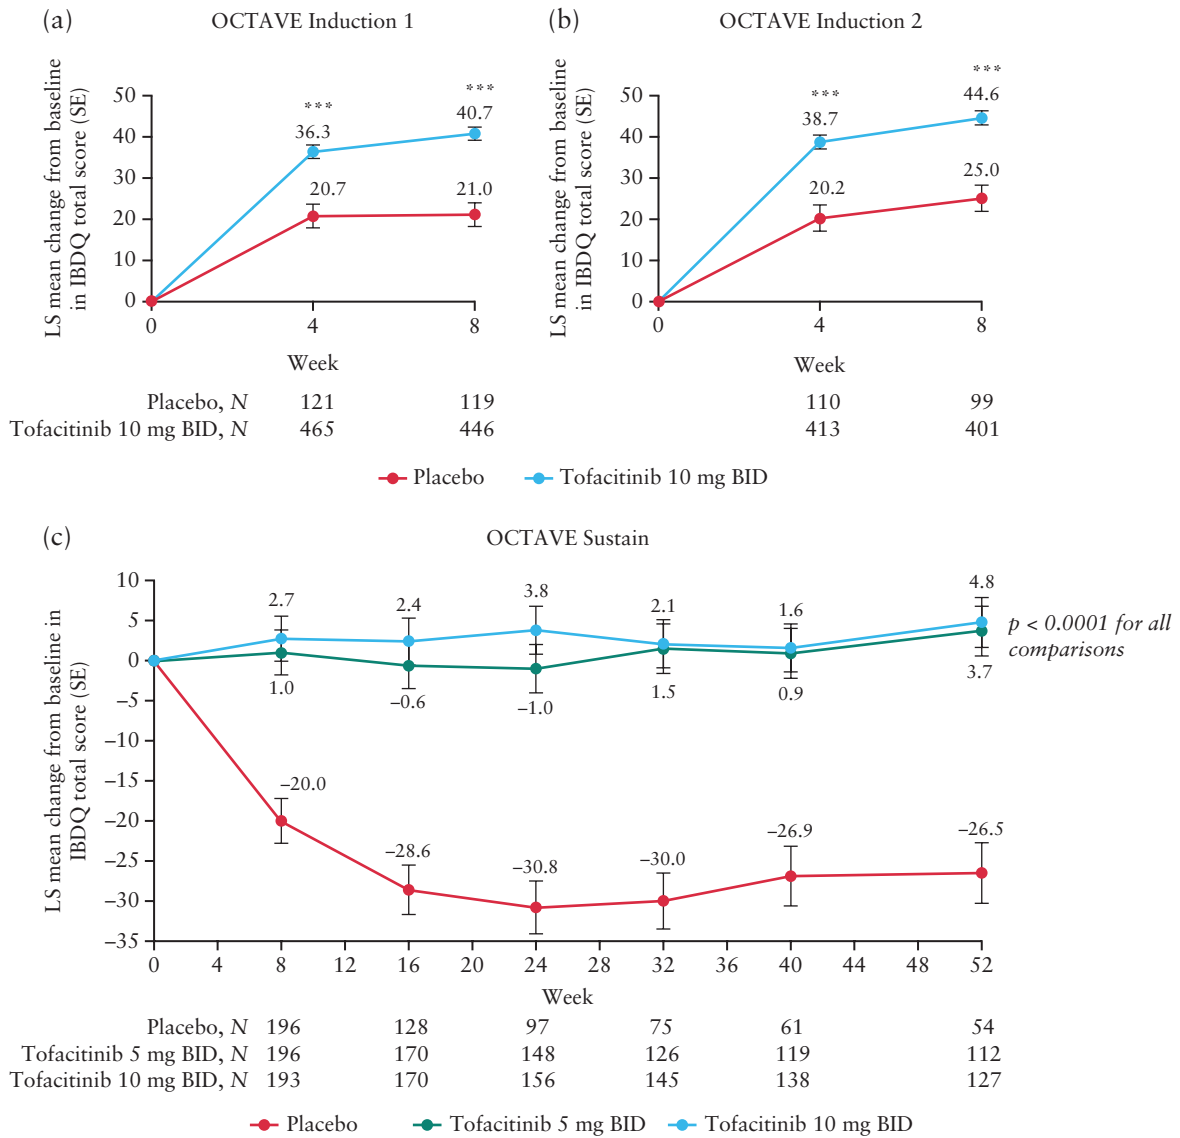 (a) OCTAVE Induction 1
LS mean change from baseline
in IBDQ total score (SE)
50
40
30
20
10
0
***
***
36.3
40.7
20.7
21.0
0 4 8
Week
(b) OCTAVE Induction 2
LS mean change from baseline
in IBDQ total score (SE)
50
40
30
20
10
0
***
***
38.7
44.6
20.2
25.0
0 4 8
Week
Placebo, N 121 119 110 99
Tofacitinib 10 mg BID, N 465 446 413 401
Placebo Tofacitinib 10 mg BID
(c) OCTAVE Sustain
LS mean change from baseline in
IBDQ total score (SE)
10
5
0
−5
−10
−15
−20
−25
−30
−35
2.7 2.4 3.8 2.1 1.6 4.8
1.0 −0.6 −1.0 1.5 0.9 3.7
−20.0 −28.6 −30.8 −30.0 −26.9 −26.5
p < 0.0001 for all
comparisons
0 4 8 12 16 20 24 28 32 36 40 44 48 52
Week
Placebo, N 196 128 97 75 61 54
Tofacitinib 5 mg BID, N 196 170 148 126 119 112
Tofacitinib 10 mg BID, N 193 170 156 145 138 127
Placebo Tofacitinib 5 mg BID Tofacitinib 10 mg BID